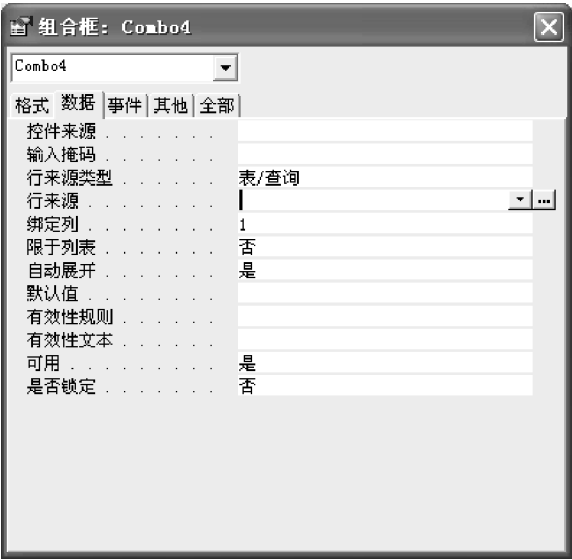 组合框: Combo4
Combo4
格式 数据 事件 其他 全部
控件来源 . . . . . . .
输入掩码 . . . . . . .
行来源类型 . . . . . . 表/查询
行来源 . . . . . . . . ...
绑定列 . . . . . . . . 1
限于列表 . . . . . . . 否
自动展开 . . . . . . . 是
默认值 . . . . . . . .
有效性规则 . . . . . .
有效性文本 . . . . . .
可用 . . . . . . . . . 是
是否锁定 . . . . . . . 否